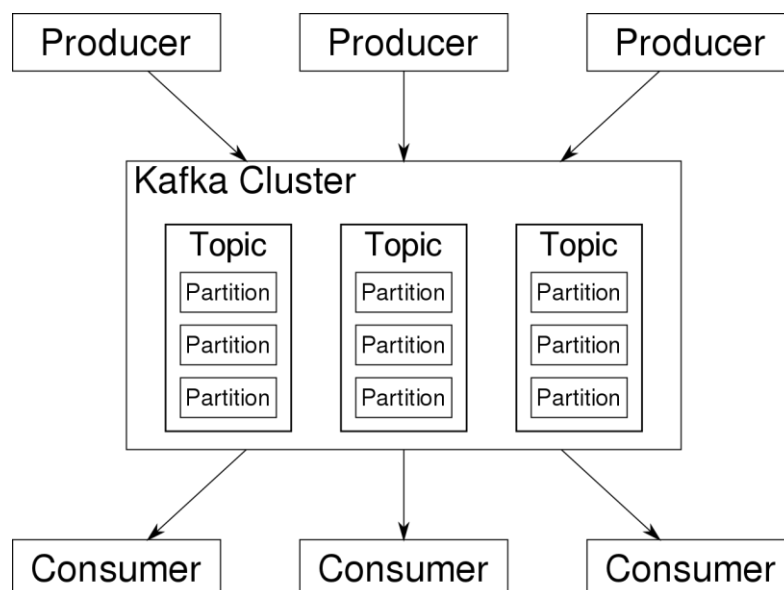 Producer Producer Producer
Kafka Cluster
Topic Topic Topic
Partition Partition Partition
Partition Partition Partition
Partition Partition Partition
Consumer Consumer Consumer